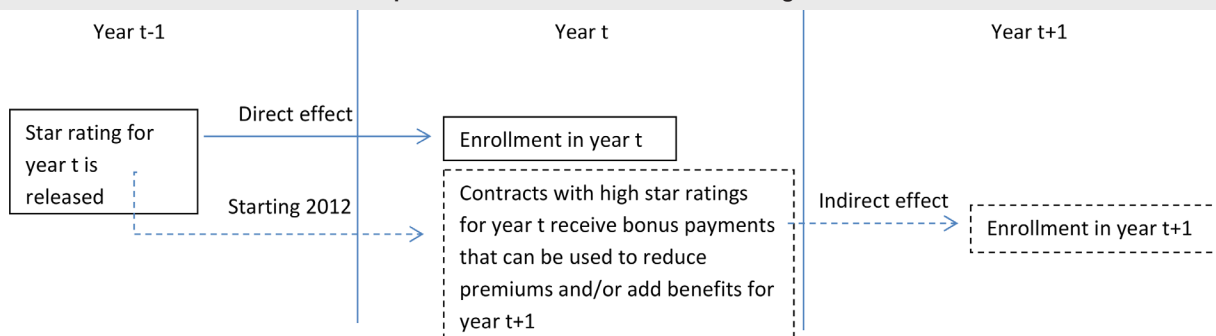 Year t-1
Year t
Year t+1
Direct effect
Star rating for
year t is
released
Enrollment in year t
Starting 2012
Contracts with high star ratings
for year t receive bonus payments
that can be used to reduce
premiums and/or add benefits for
year t+1
Indirect effect
Enrollment in year t+1